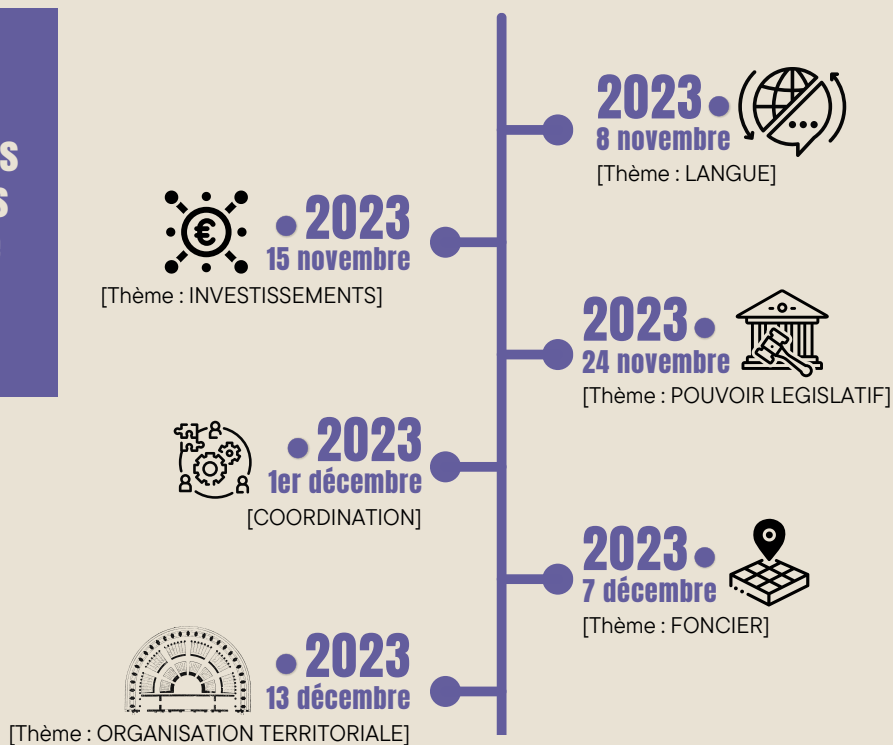 S
S
2023
8 novembre
[Thème : LANGUE]
2023
15 novembre
[Thème : INVESTISSEMENTS]
2023
24 novembre
[Thème : POUVOIR LEGISLATIF]
2023
1er décembre
[COORDINATION]
2023
7 décembre
[Thème : FONCIER]
2023
13 décembre
[Thème : ORGANISATION TERRITORIALE]